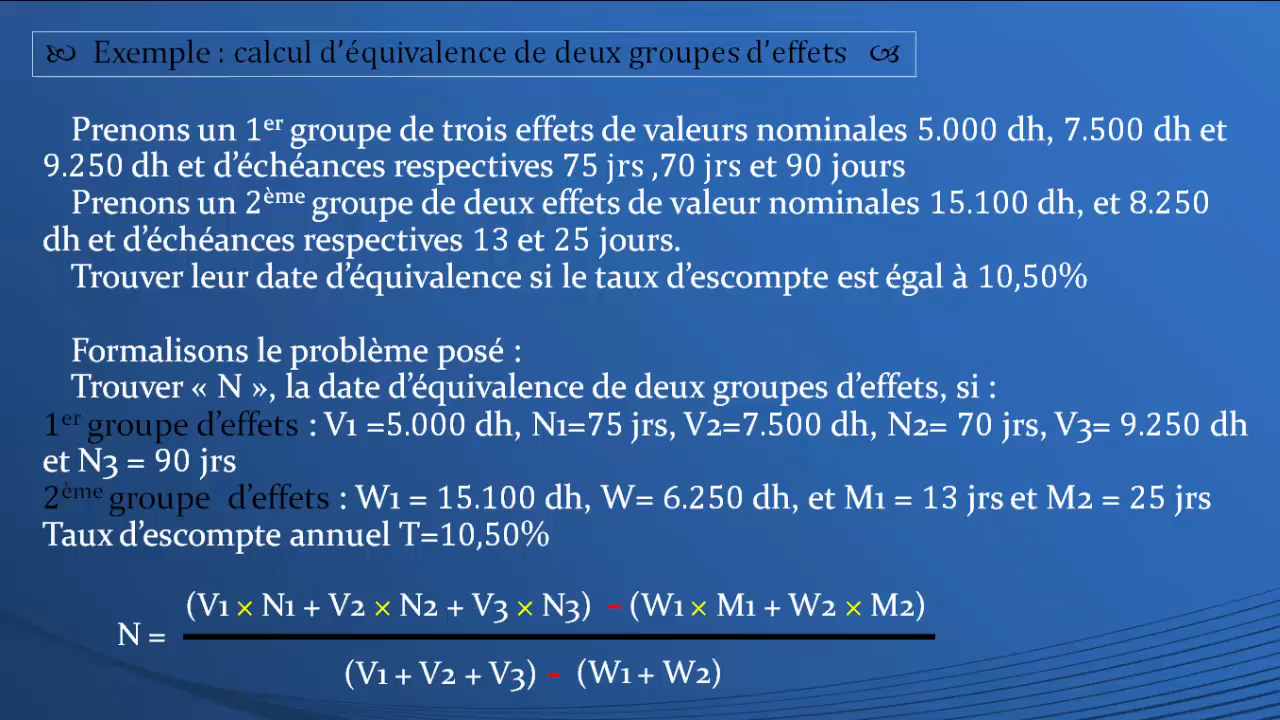 Exemple : calcul d’équivalence de deux groupes d’effets
Prenons un 1er groupe de trois effets de valeurs nominales 5.000 dh, 7.500 dh et
9.250 dh et d’échéances respectives 75 jrs ,70 jrs et 90 jours
Prenons un 2ème groupe de deux effets de valeur nominales 15.100 dh, et 8.250
dh et d’échéances respectives 13 et 25 jours.
Trouver leur date d’équivalence si le taux d’escompte est égal à 10,50%
Formalisons le problème posé :
Trouver « N », la date d’équivalence de deux groupes d’effets, si :
1er groupe d’effets : V1 =5.000 dh, N1=75 jrs, V2=7.500 dh, N2= 70 jrs, V3= 9.250 dh
et N3 = 90 jrs
2ème groupe d’effets : W1 = 15.100 dh, W= 6.250 dh, et M1 = 13 jrs et M2 = 25 jrs
Taux d’escompte annuel T=10,50%
(V1 × N1 + V2 × N2 + V3 × N3) – (W1 × M1 + W2 × M2)
N =
(V1 + V2 + V3) – (W1 + W2)